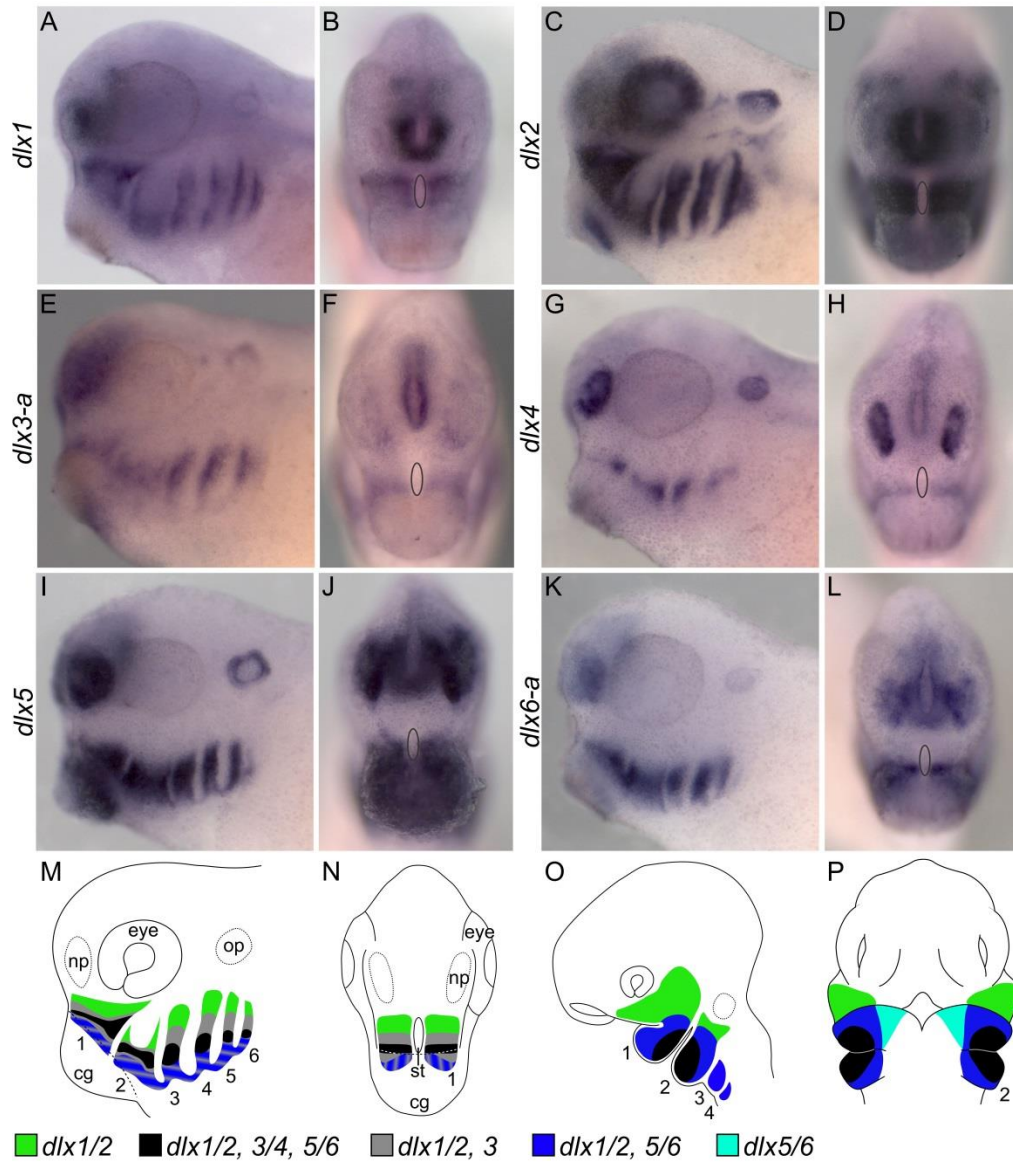 A
B
C
D
dlx1
dlx2
E
F
G
H
dlx3-a
dlx4
I
J
K
L
dlx5
dlx6-a
M
N
O
P
eye
op
np
1
2
3
4
5
6
cg
eye
np
st
1
cg
1
2
3
4
2
dlx1/2
dlx1/2, 3/4, 5/6
dlx1/2, 3
dlx1/2, 5/6
dlx5/6